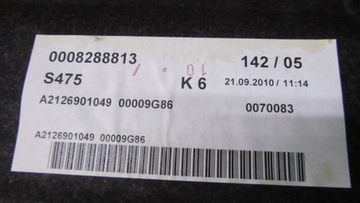 0008288813 142 / 05
S475 K 6 21.09.2010 / 11:14
A2126901049 00009G86 0070083
A2126901049 00009G86